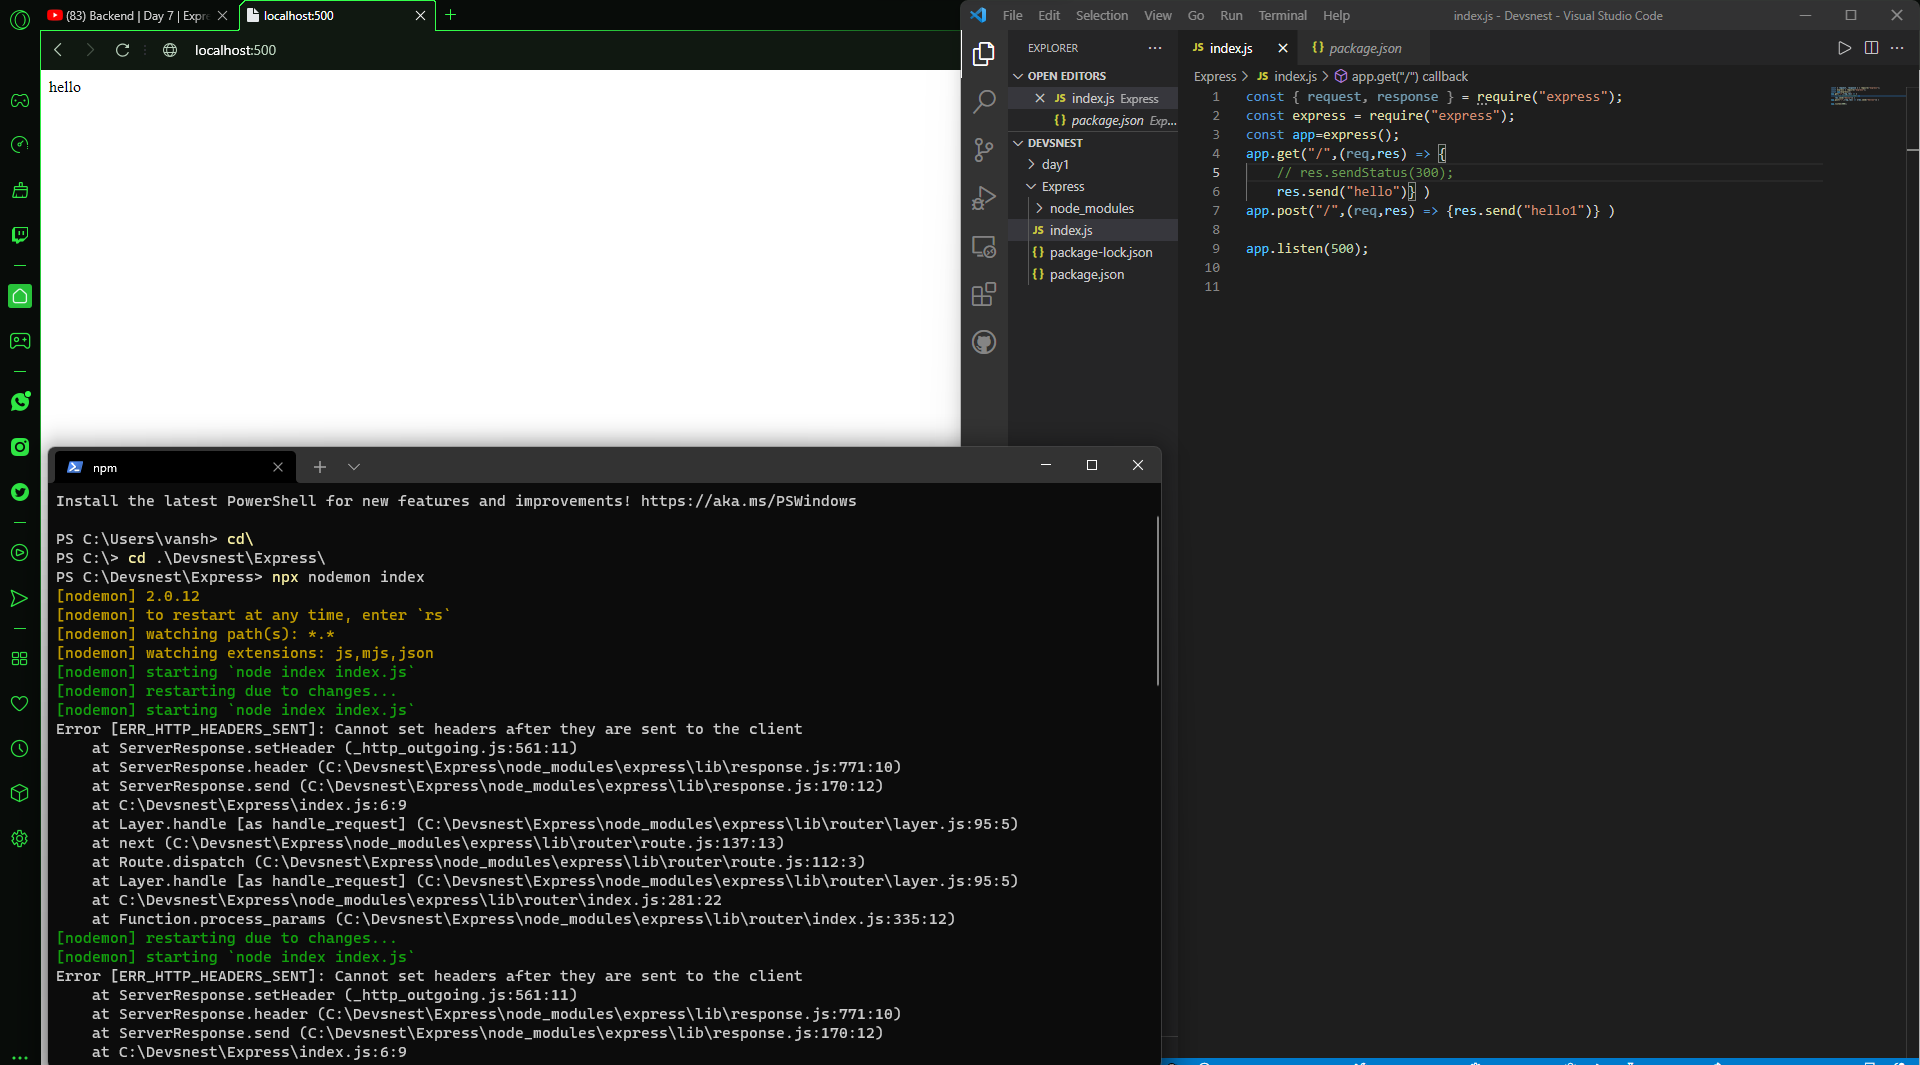 (83) Backend | Day 7 | Expre
localhost:500
localhost:500
hello
File Edit Selection View Go Run Terminal Help
index.js - Devsnest - Visual Studio Code
EXPLORER
OPEN EDITORS
JS index.js Express
{} package.json Exp...
DEVSNEST
day1
Express
node_modules
JS index.js
{} package-lock.json
{} package.json
JS index.js
{} package.json
Express > JS index.js > app.get("/") callback
1 const { request, response } = require("express");
2 const express = require("express");
3 const app=express();
4 app.get("/",(req,res) => {
5 // res.sendStatus(300);
6 res.send("hello")} )
7 app.post("/",(req,res) => {res.send("hello1")} )
8
9 app.listen(500);
10
11
npm
Install the latest PowerShell for new features and improvements! https://aka.ms/PSWindows
PS C:\Users\vansh> cd\
PS C:\> cd .\Devsnest\Express\
PS C:\Devsnest\Express> npx nodemon index
[nodemon] 2.0.12
[nodemon] to restart at any time, enter `rs`
[nodemon] watching path(s): *.*
[nodemon] watching extensions: js,mjs,json
[nodemon] starting `node index index.js`
[nodemon] restarting due to changes...
[nodemon] starting `node index index.js`
Error [ERR_HTTP_HEADERS_SENT]: Cannot set headers after they are sent to the client
at ServerResponse.setHeader (_http_outgoing.js:561:11)
at ServerResponse.header (C:\Devsnest\Express\node_modules\express\lib\response.js:771:10)
at ServerResponse.send (C:\Devsnest\Express\node_modules\express\lib\response.js:170:12)
at C:\Devsnest\Express\index.js:6:9
at Layer.handle [as handle_request] (C:\Devsnest\Express\node_modules\express\lib\router\layer.js:95:5)
at next (C:\Devsnest\Express\node_modules\express\lib\router\route.js:137:13)
at Route.dispatch (C:\Devsnest\Express\node_modules\express\lib\router\route.js:112:3)
at Layer.handle [as handle_request] (C:\Devsnest\Express\node_modules\express\lib\router\layer.js:95:5)
at C:\Devsnest\Express\node_modules\express\lib\router\index.js:281:22
at Function.process_params (C:\Devsnest\Express\node_modules\express\lib\router\index.js:335:12)
[nodemon] restarting due to changes...
[nodemon] starting `node index index.js`
Error [ERR_HTTP_HEADERS_SENT]: Cannot set headers after they are sent to the client
at ServerResponse.setHeader (_http_outgoing.js:561:11)
at ServerResponse.header (C:\Devsnest\Express\node_modules\express\lib\response.js:771:10)
at ServerResponse.send (C:\Devsnest\Express\node_modules\express\lib\response.js:170:12)
at C:\Devsnest\Express\index.js:6:9